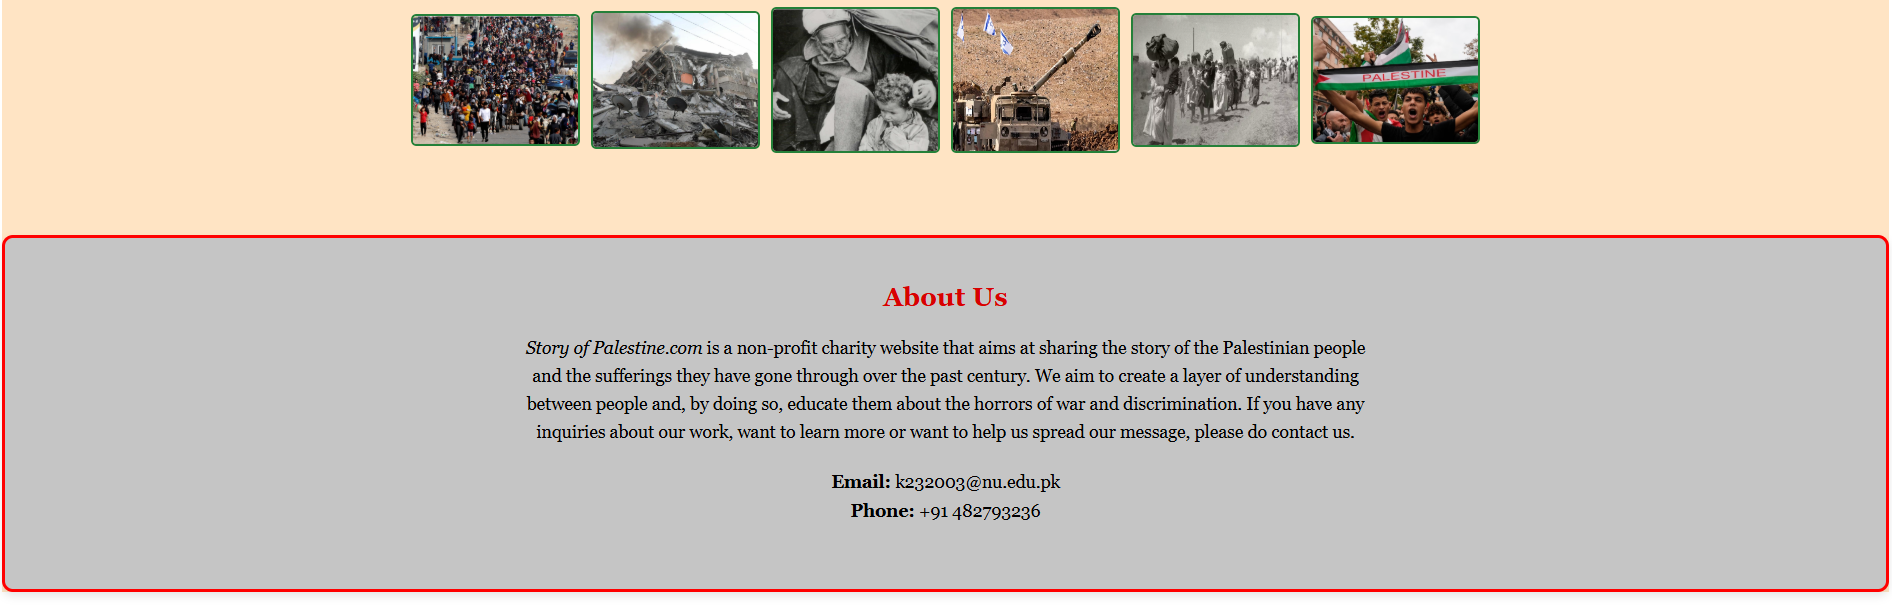 PALESTINE
About Us
Story of Palestine.com is a non-profit charity website that aims at sharing the story of the Palestinian people
and the sufferings they have gone through over the past century. We aim to create a layer of understanding
between people and, by doing so, educate them about the horrors of war and discrimination. If you have any
inquiries about our work, want to learn more or want to help us spread our message, please do contact us.
Email: k232003@nu.edu.pk
Phone: +91 482793236